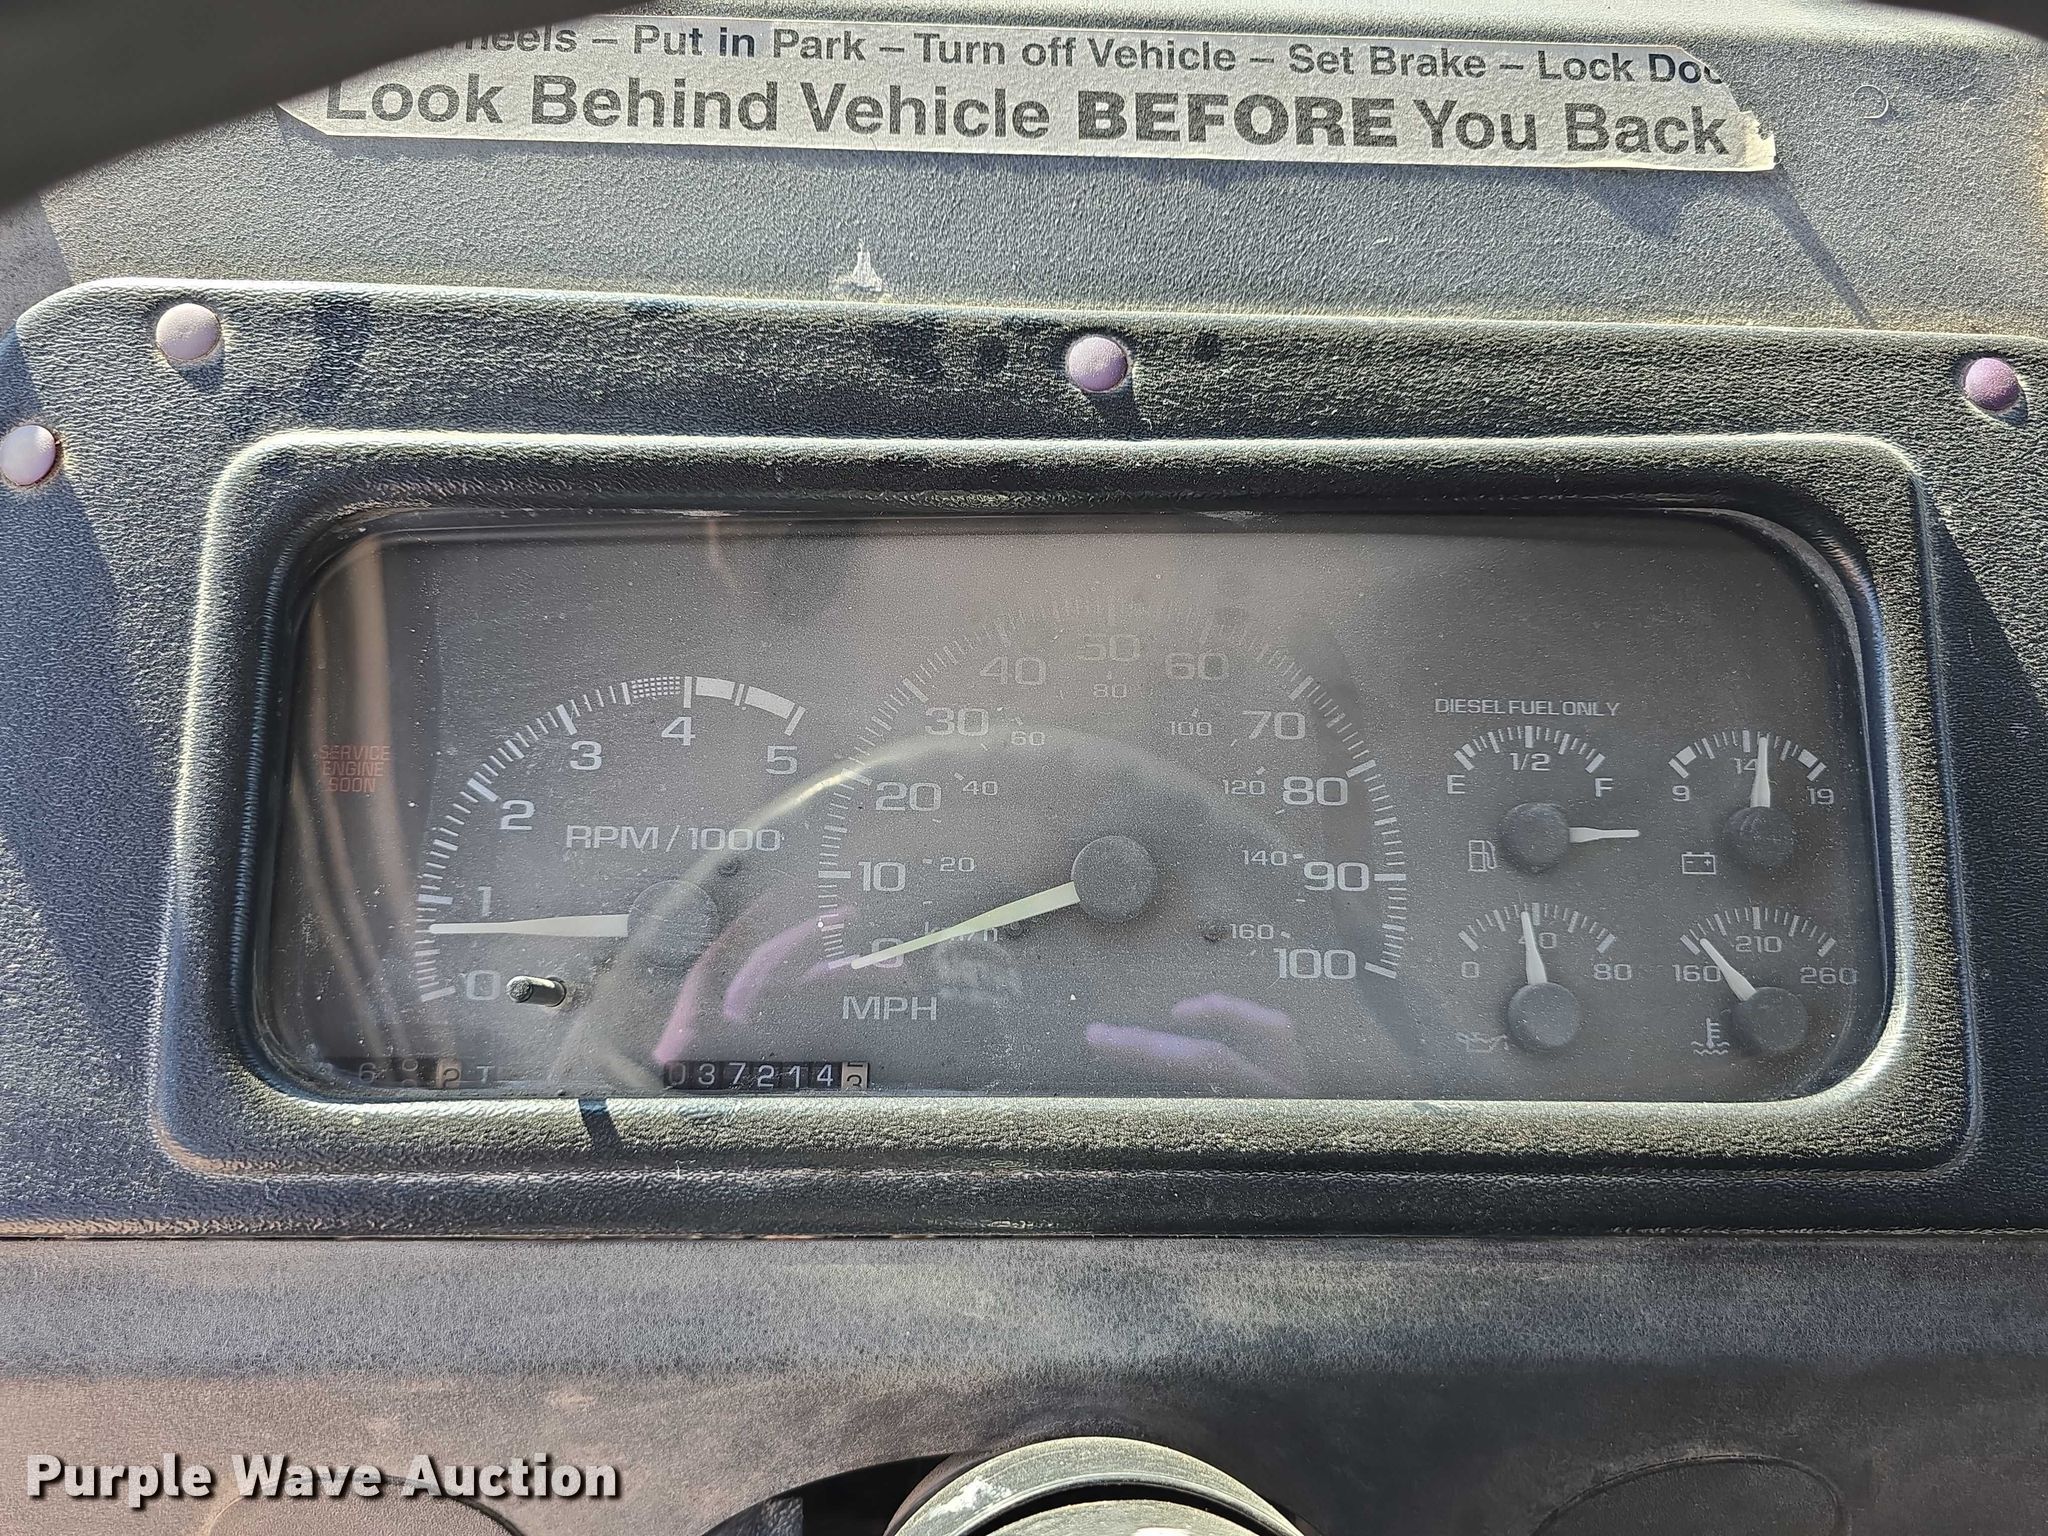 heels – Put in Park – Turn off Vehicle – Set Brake – Lock Doo
Look Behind Vehicle BEFORE You Back
SERVICE
ENGINE
SOON
0 1 2 3 4 5
RPM/1000
0 10 20 30 40 50 60 70 80 90 100
20 40 60 80 100 120 140 160
km/h
MPH
T
037214
DIESEL FUEL ONLY
E 1/2 F
9 14 19
0 40 80
160 210 260
Purple Wave Auction